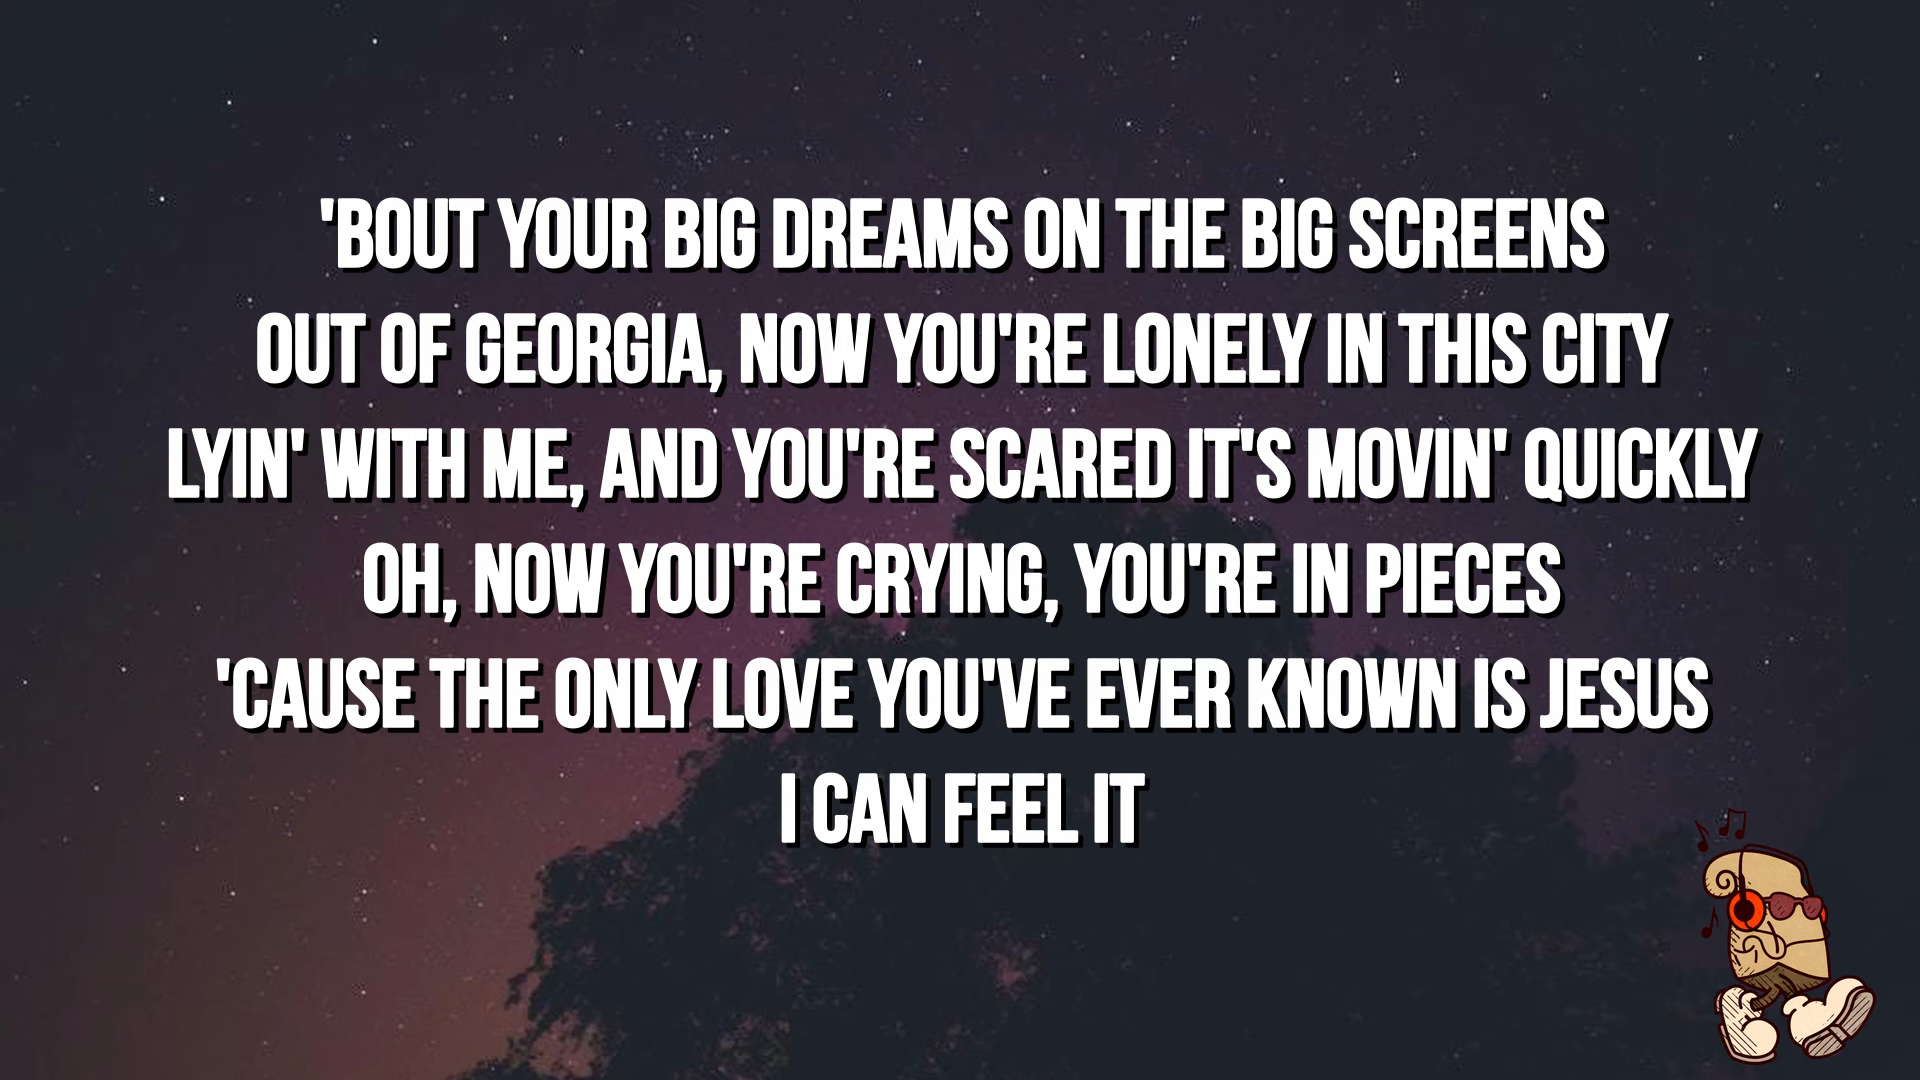 'BOUT YOUR BIG DREAMS ON THE BIG SCREENS
OUT OF GEORGIA, NOW YOU'RE LONELY IN THIS CITY
LYIN' WITH ME, AND YOU'RE SCARED IT'S MOVIN' QUICKLY
OH, NOW YOU'RE CRYING, YOU'RE IN PIECES
'CAUSE THE ONLY LOVE YOU'VE EVER KNOWN IS JESUS
I CAN FEEL IT